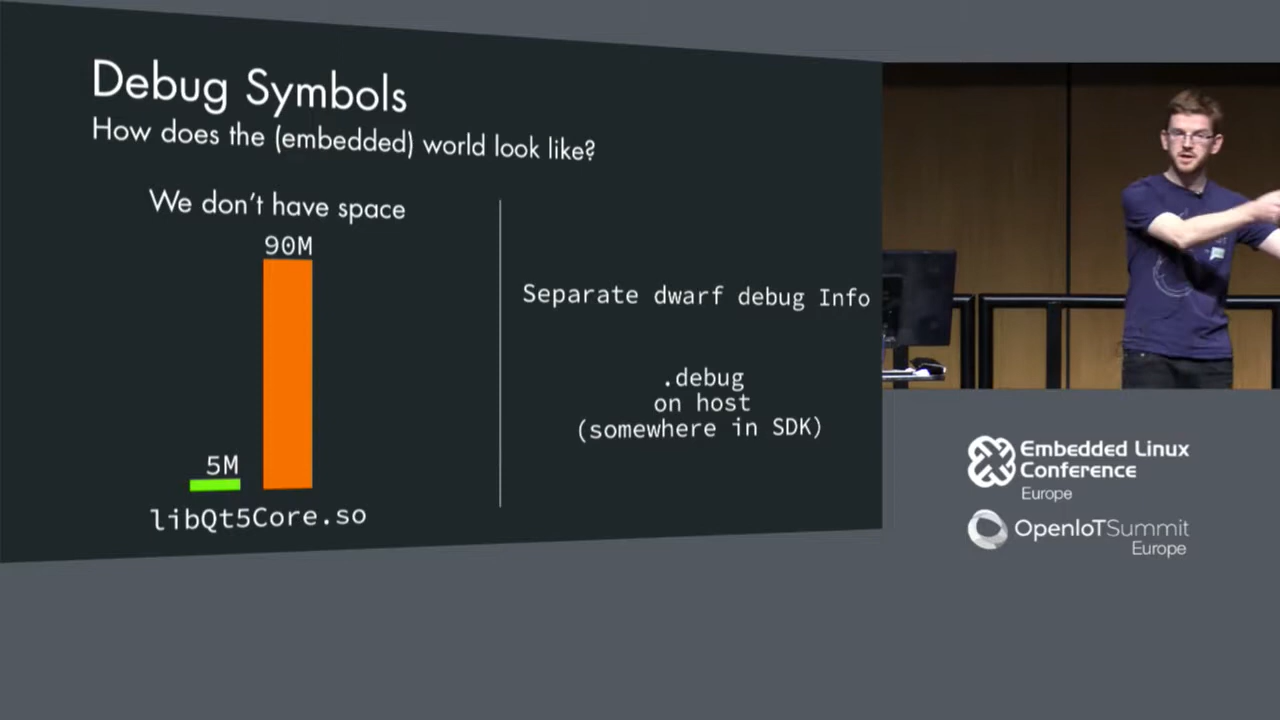 Debug Symbols
How does the (embedded) world look like?
We don't have space
90M
5M
libQt5Core.so
Separate dwarf debug Info
.debug
on host
(somewhere in SDK)
Embedded Linux
Conference
Europe
OpenIoTSummit
Europe